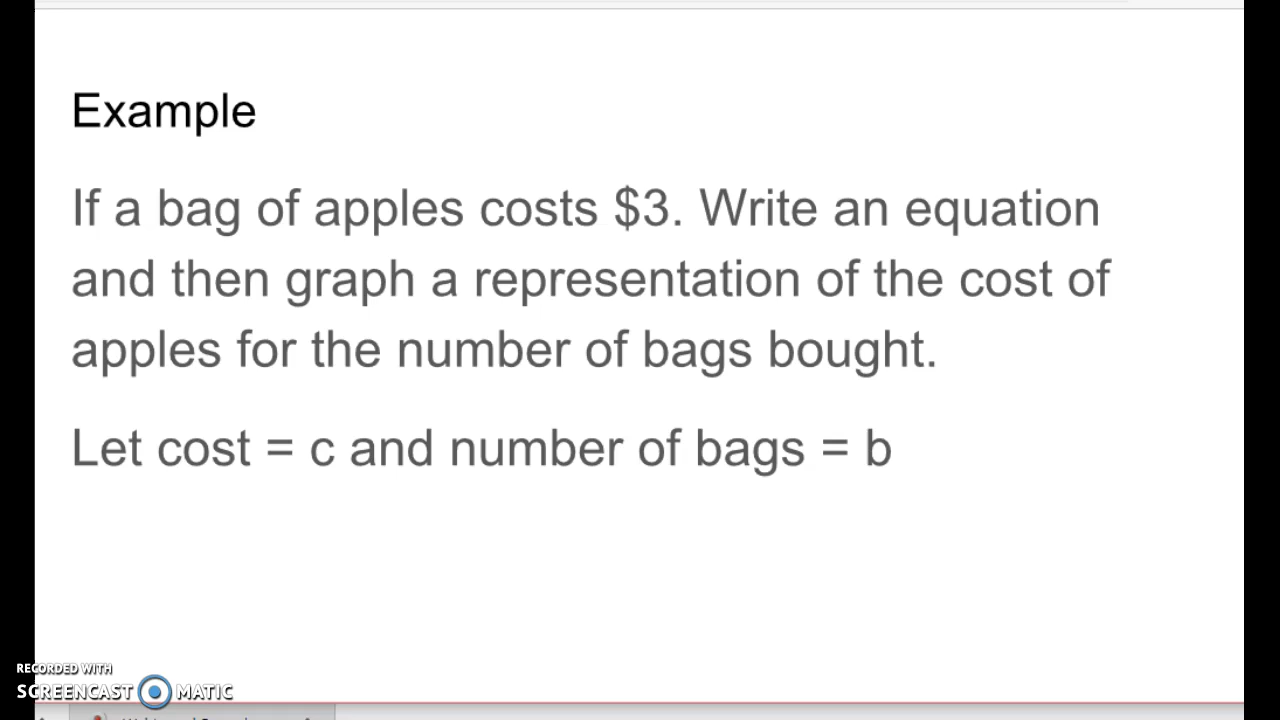 Example
If a bag of apples costs $3. Write an equation
and then graph a representation of the cost of
apples for the number of bags bought.
Let cost = c and number of bags = b
RECORDED WITH
SCREENCAST MATIC